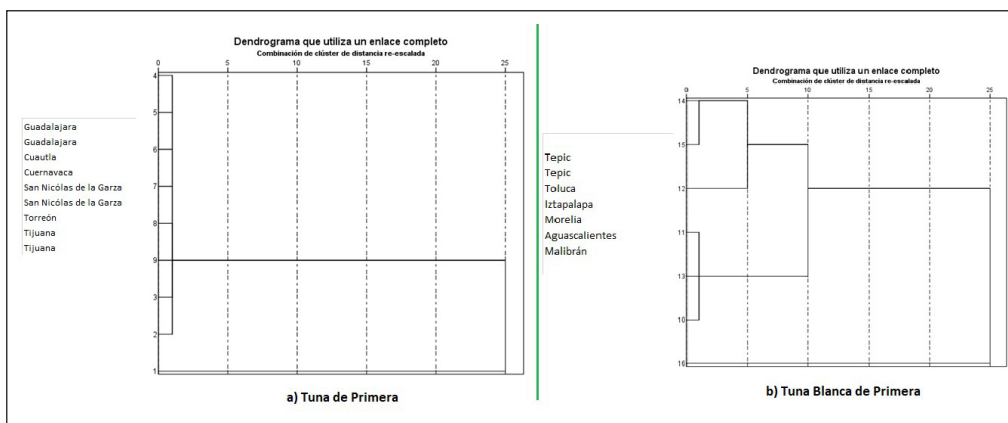 Dendrograma que utiliza un enlace completo
Combinación de clúster de distancia re-escalada
0 5 10 15 20 25
4
5
6
7
8
9
3
2
1
Guadalajara
Guadalajara
Cuautla
Cuernavaca
San Nicólas de la Garza
San Nicólas de la Garza
Torreón
Tijuana
Tijuana
a) Tuna de Primera
Dendrograma que utiliza un enlace completo
Combinación de clúster de distancia re-escalada
0 5 10 15 20 25
14
15
12
11
13
10
16
Tepic
Tepic
Toluca
Iztapalapa
Morelia
Aguascalientes
Malibrán
b) Tuna Blanca de Primera